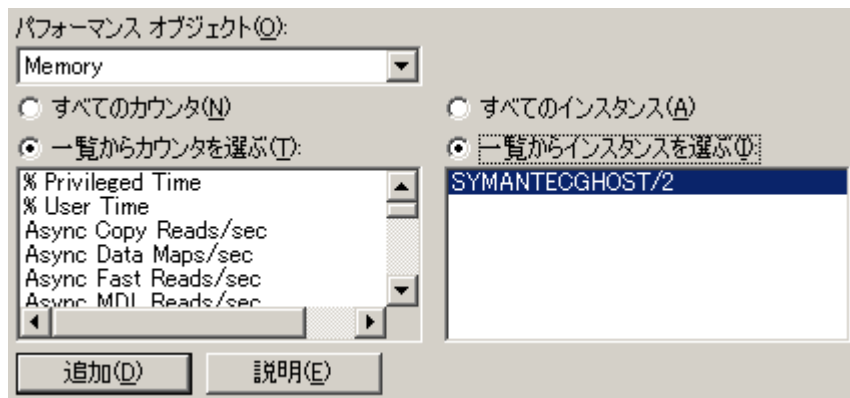 パフォーマンス オブジェクト(O):
Memory
すべてのカウンタ(N)
すべてのインスタンス(A)
一覧からカウンタを選ぶ(T):
一覧からインスタンスを選ぶ(I):
% Privileged Time
% User Time
Async Copy Reads/sec
Async Data Maps/sec
Async Fast Reads/sec
Async MDL Reads/sec
SYMANTECGHOST/2
追加(D)
説明(E)